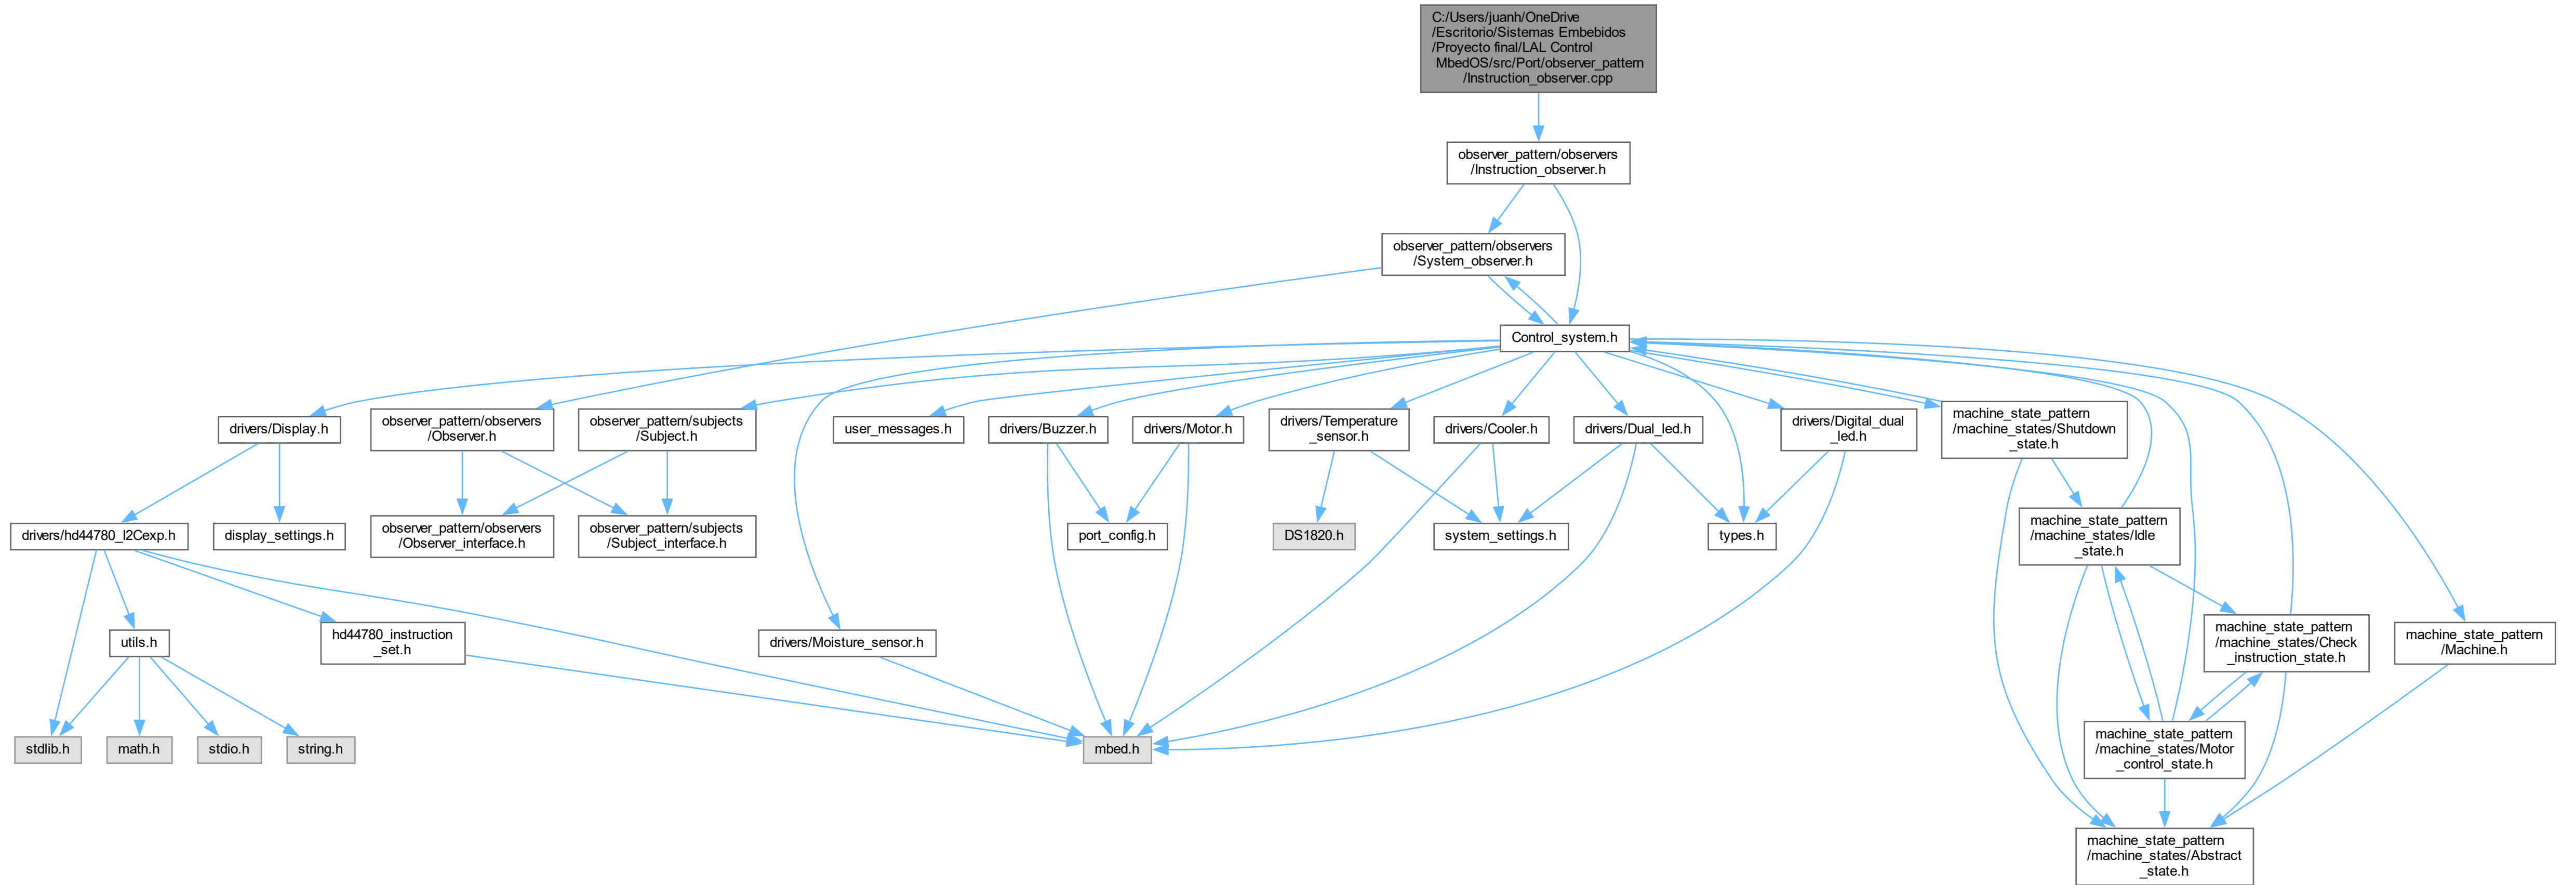 C:/Users/juanh/OneDrive
/Escritorio/Sistemas Embebidos
/Proyecto final/LAL Control
MbedOS/src/Port/observer_pattern
/Instruction_observer.cpp
observer_pattern/observers
/Instruction_observer.h
observer_pattern/observers
/System_observer.h
Control_system.h
drivers/Display.h
observer_pattern/observers
/Observer.h
observer_pattern/subjects
/Subject.h
user_messages.h
drivers/Buzzer.h
drivers/Motor.h
drivers/Temperature
_sensor.h
drivers/Cooler.h
drivers/Dual_led.h
drivers/Digital_dual
_led.h
machine_state_pattern
/machine_states/Shutdown
_state.h
drivers/hd44780_I2Cexp.h
display_settings.h
observer_pattern/observers
/Observer_interface.h
observer_pattern/subjects
/Subject_interface.h
port_config.h
DS1820.h
system_settings.h
types.h
machine_state_pattern
/machine_states/Idle
_state.h
utils.h
hd44780_instruction
_set.h
drivers/Moisture_sensor.h
machine_state_pattern
/machine_states/Check
_instruction_state.h
machine_state_pattern
/Machine.h
stdlib.h
math.h
stdio.h
string.h
mbed.h
machine_state_pattern
/machine_states/Motor
_control_state.h
machine_state_pattern
/machine_states/Abstract
_state.h